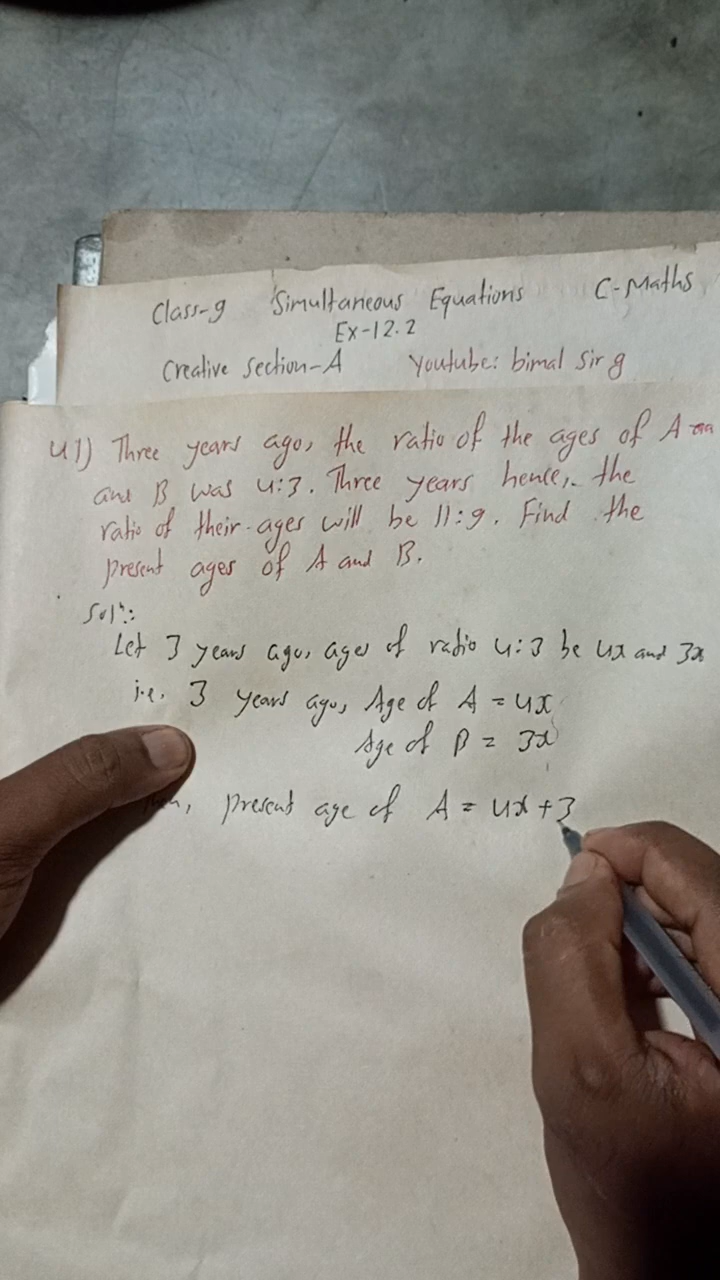 Class-9 Simultaneous Equations C-Maths
Ex-12.2
Creative Section-A Youtube: bimal sir g
41) Three years ago, the ratio of the ages of A
and B was 4:3. Three years hence, the
ratio of their ages will be 11:9. Find the
present ages of A and B.
Solⁿ:
Let 3 years ago, ages of ratio 4:3 be 4x and 3x
i.e. 3 years ago, Age of A = 4x
Age of B = 3x
present age of A = 4x+3